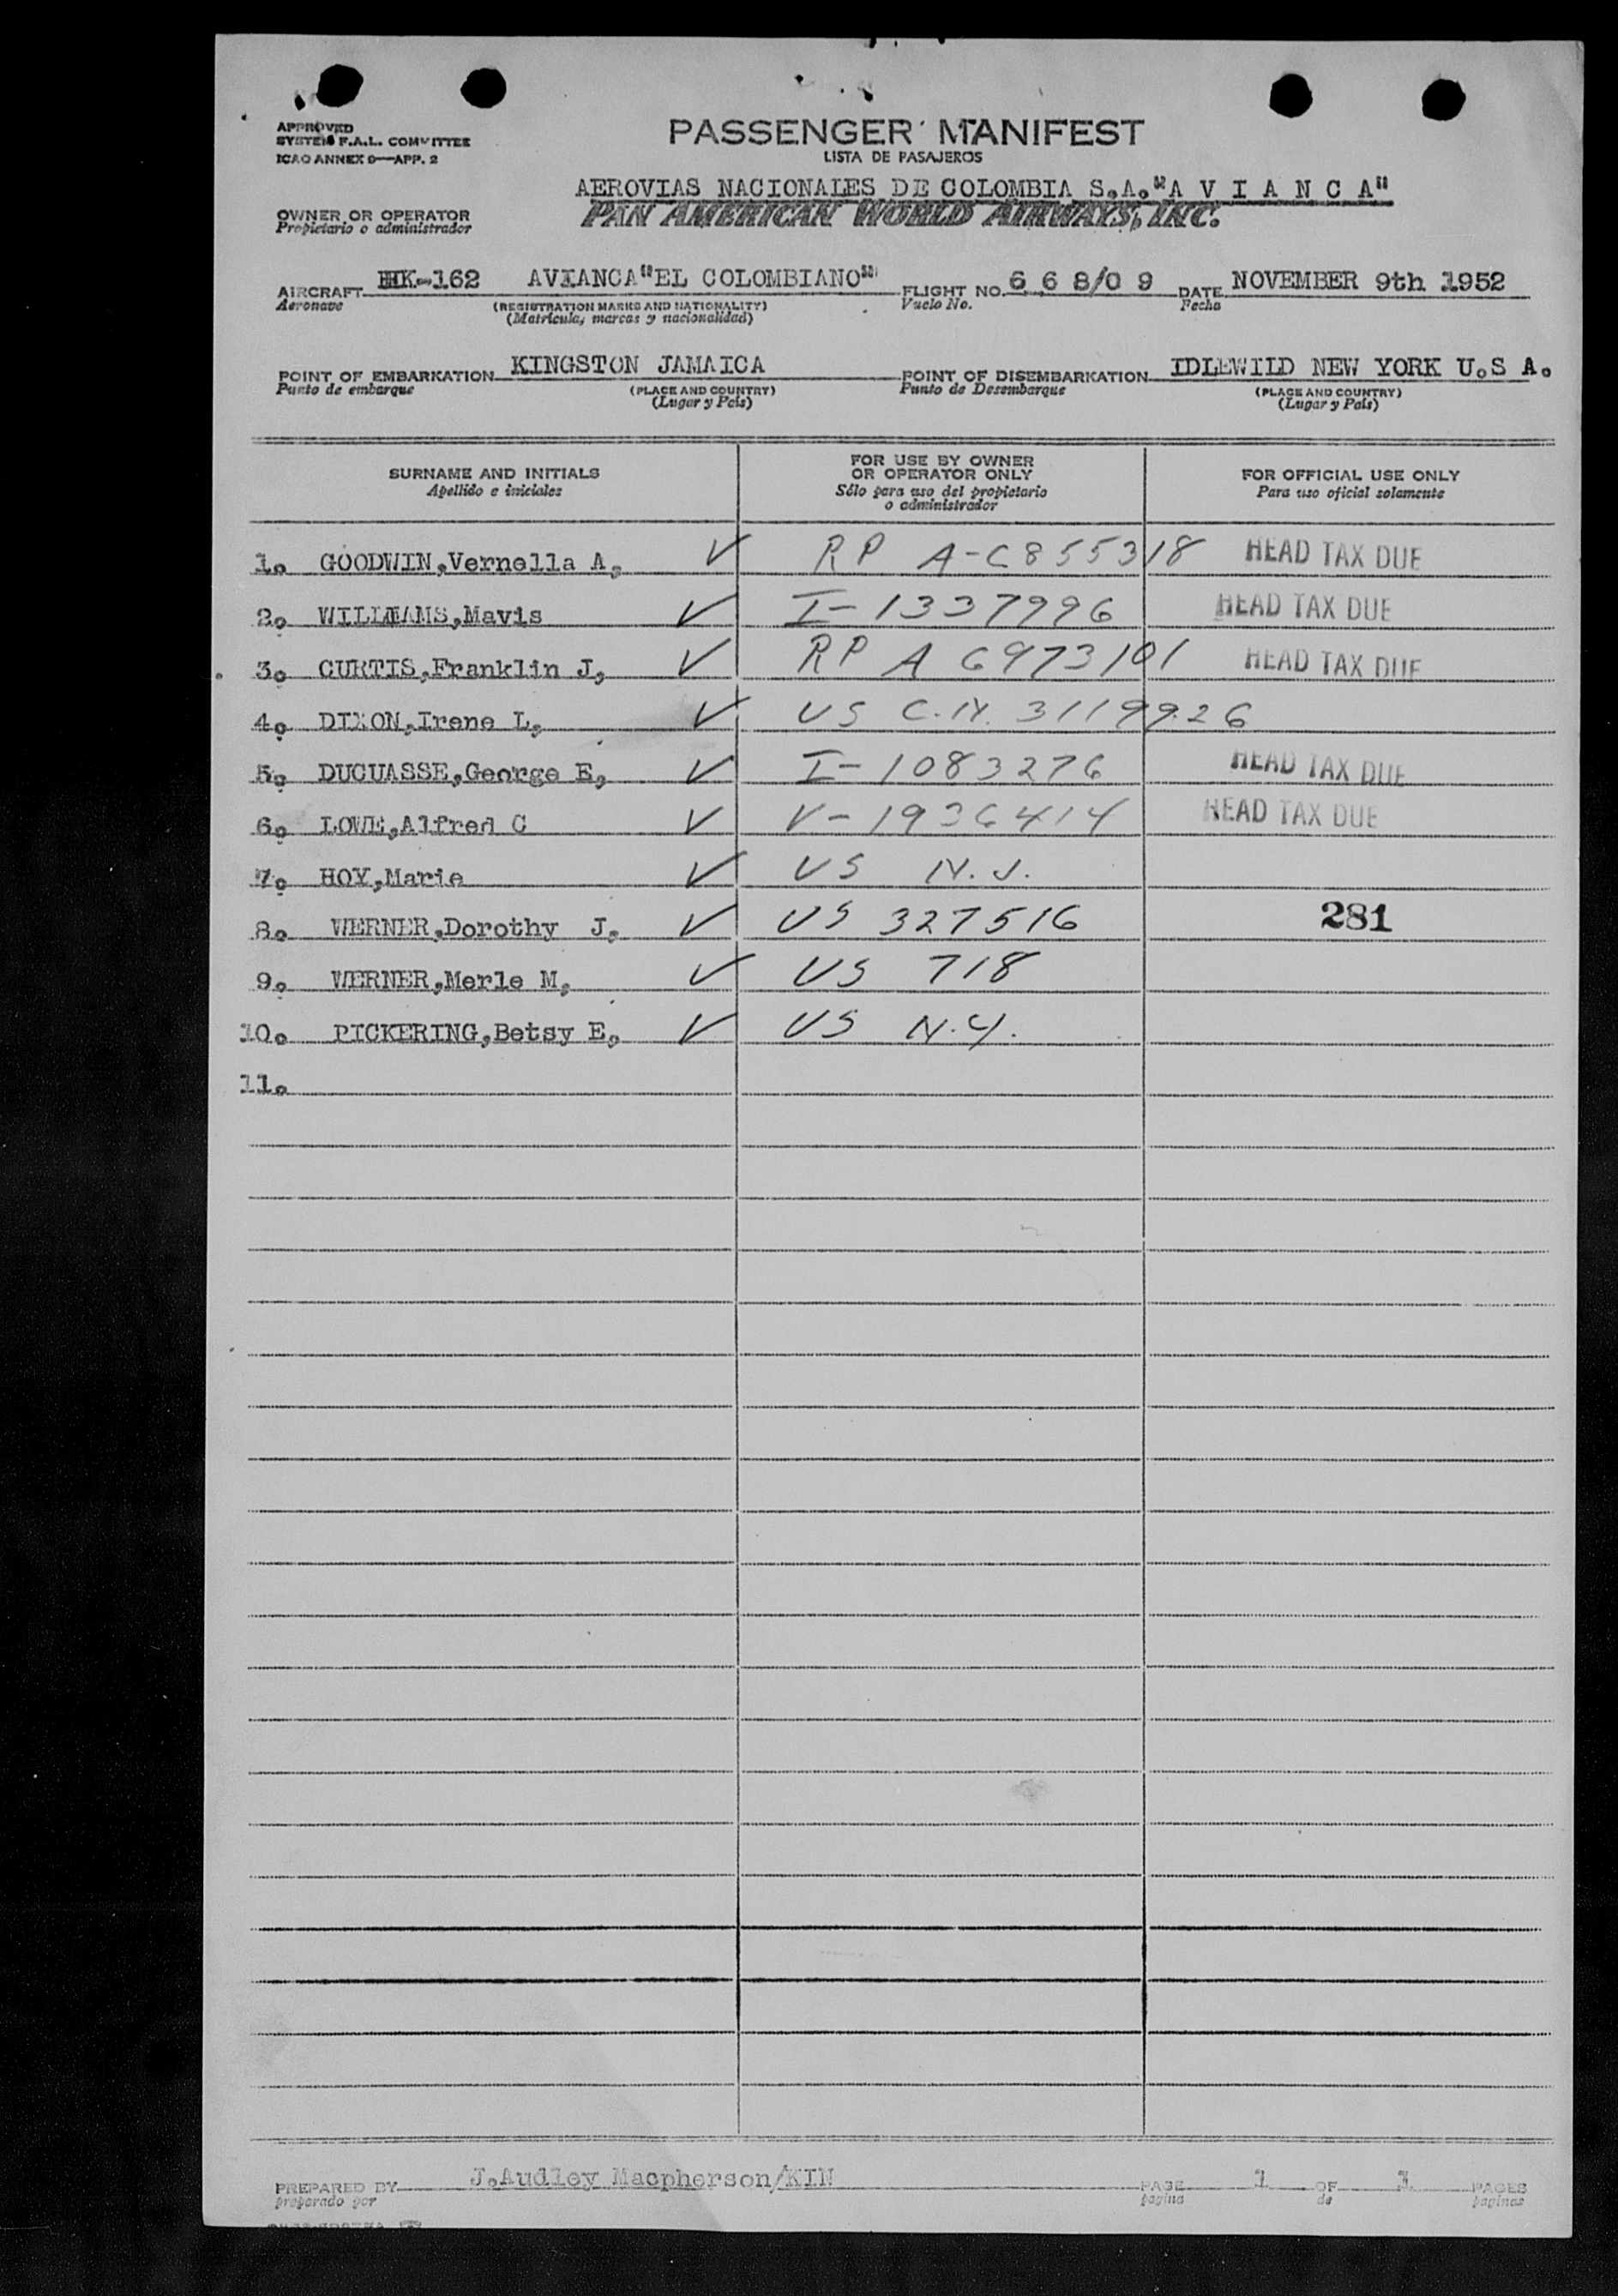 APPROVED
SYSTEM F.A.L. COMMITTEE
ICAO ANNEX 9—APP. 2
PASSENGER MANIFEST
LISTA DE PASAJEROS
AEROVIAS NACIONALES DE COLOMBIA S.A."A V I A N C A"
OWNER OR OPERATOR PAN AMERICAN WORLD AIRWAYS, INC.
Propietario o administrador
AIRCRAFT HK-162 AVIANCA"EL COLOMBIANO" FLIGHT NO. 6 6 8/0 9 DATE NOVEMBER 9th 1952
Aeronave (REGISTRATION MARKS AND NATIONALITY) Vuelo No. Fecha
(Matrícula, marcas y nacionalidad)
POINT OF EMBARKATION KINGSTON JAMAICA POINT OF DISEMBARKATION IDLEWILD NEW YORK U.S A.
Punto de embarque (PLACE AND COUNTRY) Punto de Desembarque (PLACE AND COUNTRY)
(Lugar y País) (Lugar y País)
SURNAME AND INITIALS FOR USE BY OWNER OR OPERATOR ONLY FOR OFFICIAL USE ONLY
Apellido e iniciales Sólo para uso del propietario o administrador Para uso oficial solamente
1. GOODWIN,Vernella A, ✓ RP A-C855318 HEAD TAX DUE
2. WILLIAMS,Mavis ✓ I-1337996 HEAD TAX DUE
3. CURTIS,Franklin J, ✓ RP A 6973101 HEAD TAX DUE
4. DIXON,Irene L, ✓ US C.N. 3119926
5. DUCUASSE,George E, ✓ I-1083276 HEAD TAX DUE
6. LOWE,Alfred C ✓ V-1936414 HEAD TAX DUE
7. HOY,Marie ✓ US N.J.
8. WERNER,Dorothy J, ✓ US 327516 281
9. WERNER,Merle M, ✓ US 718
10. PICKERING,Betsy E, ✓ US N.Y.
11.
PREPARED BY J.Audley Macpherson/KIN PAGE 1 OF 1 PAGES
preparado por pagina de paginas